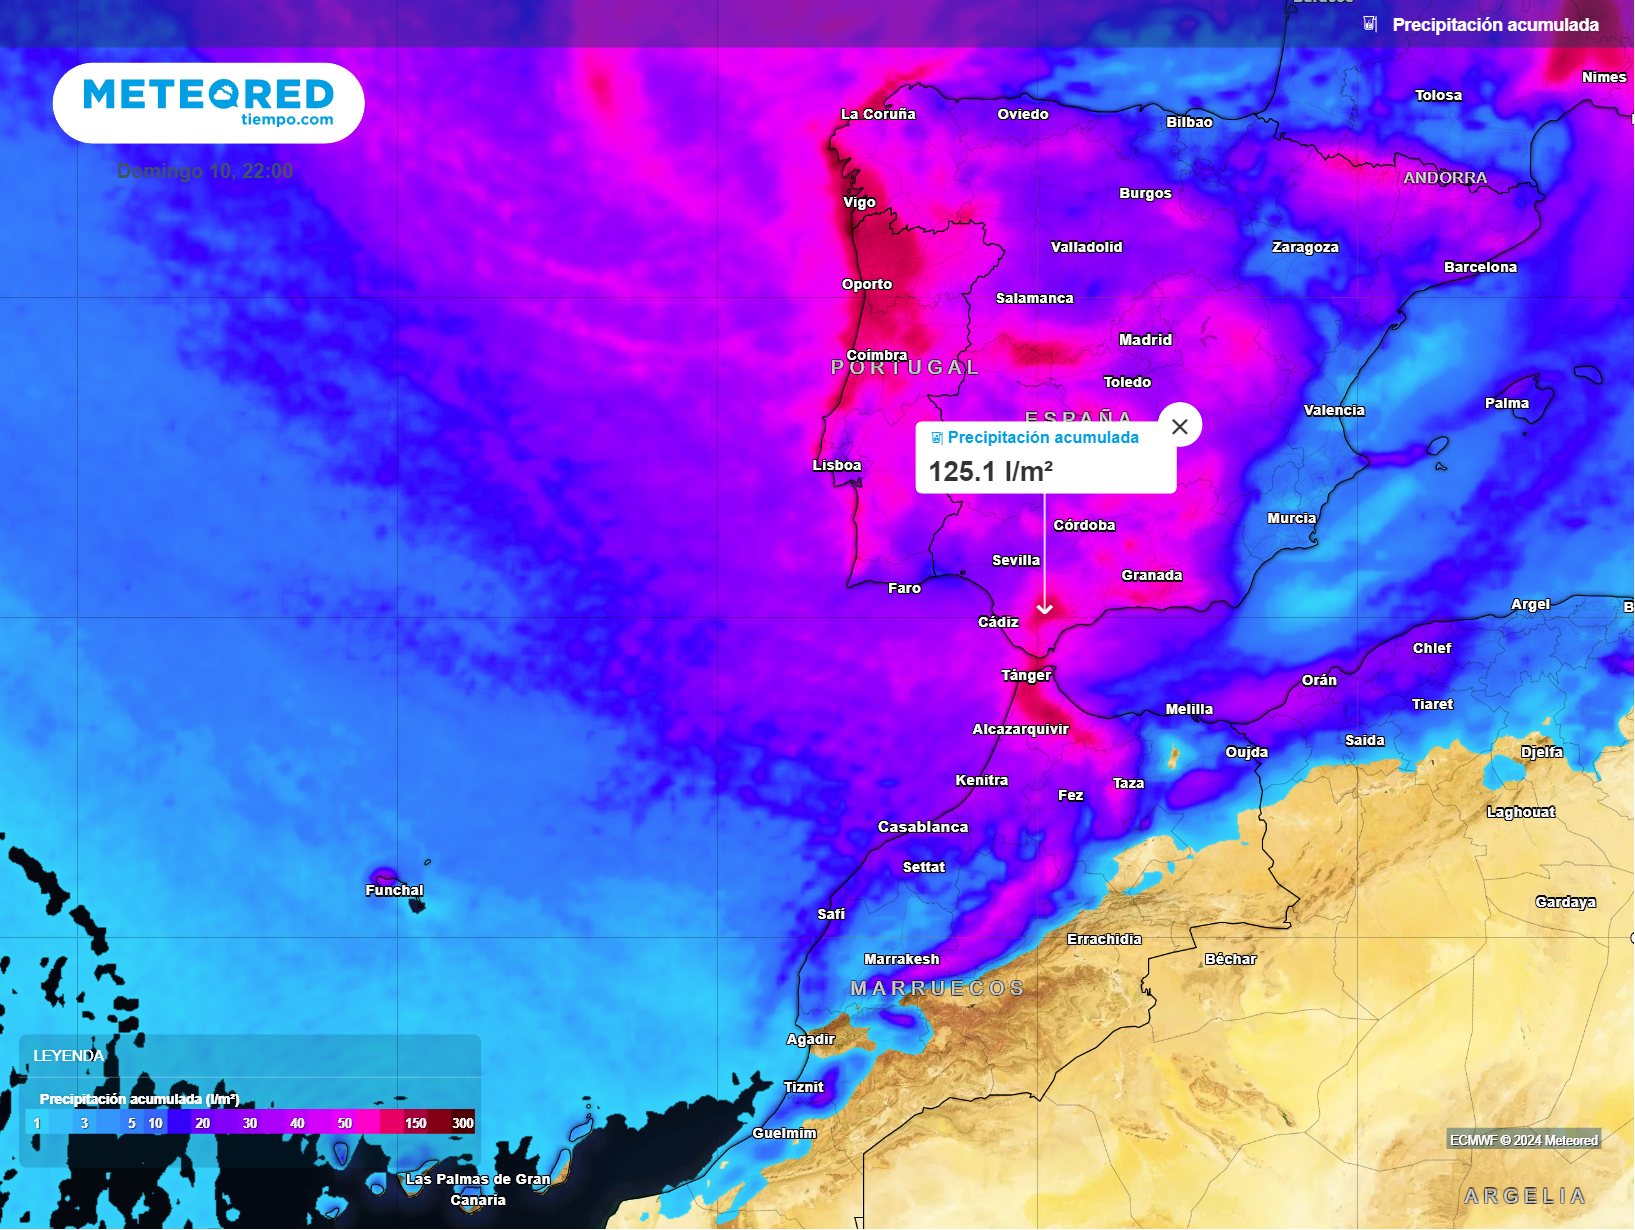 Burdeos
Precipitación acumulada
METEORED
tiempo.com
Domingo 10, 22:00
Nimes
Tolosa
La Coruña
Oviedo
Bilbao
ANDORRA
Burgos
Vigo
Valladolid
Zaragoza
Barcelona
Oporto
Salamanca
Madrid
Coímbra
PORTUGAL
Toledo
Palma
Valencia
ESPAÑA
Precipitación acumulada
125.1 l/m²
Lisboa
Murcia
Córdoba
Sevilla
Granada
Faro
Argel
B
Cádiz
Chlef
Tánger
Orán
Melilla
Tiaret
Alcazarquivir
Saida
Oujda
Djelfa
Kenitra
Fez
Taza
Laghouat
Casablanca
Settat
Funchal
Gardaya
Safí
Errachidia
Marrakesh
Béchar
MARRUECOS
Agadir
LEYENDA
Tiznit
Precipitación acumulada (l/m²)
1 3 5 10 20 30 40 50 150 300
Guelmim
ECMWF © 2024 Meteored
Las Palmas de Gran
Canaria
ARGELIA